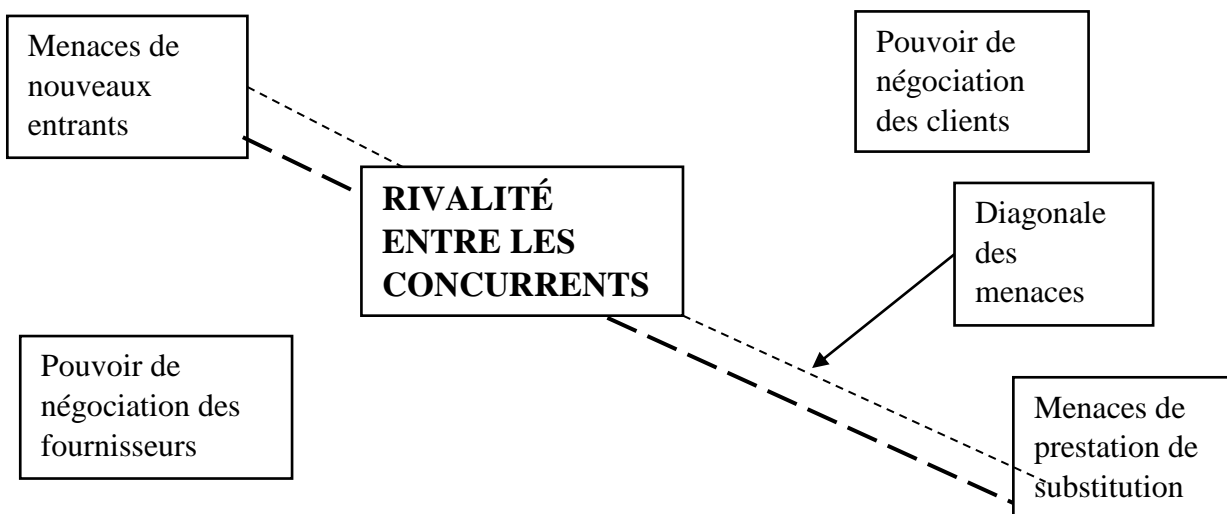 Menaces de
nouveaux
entrants
Pouvoir de
négociation
des clients
RIVALITÉ
ENTRE LES
CONCURRENTS
Diagonale
des
menaces
Pouvoir de
négociation des
fournisseurs
Menaces de
prestation de
substitution